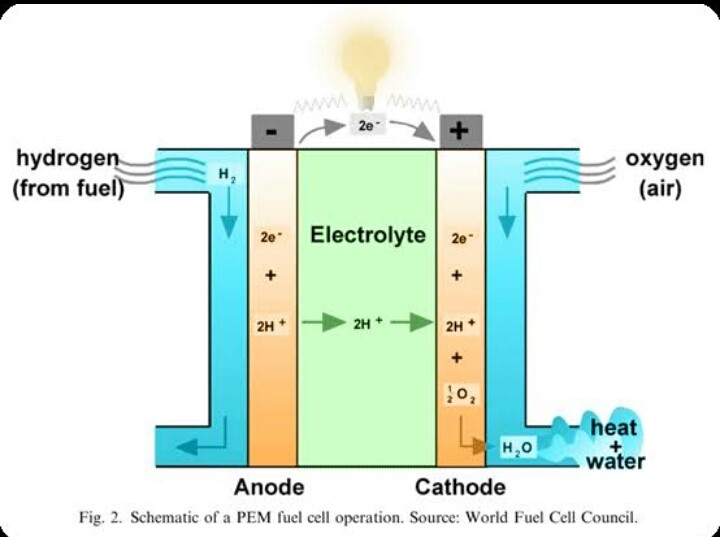 2e⁻
-
+
hydrogen
(from fuel)
H₂
oxygen
(air)
2e⁻
Electrolyte
2e⁻
+
+
2H⁺
2H⁺
2H⁺
+
½O₂
H₂O
heat
+
water
Anode
Cathode
Fig. 2. Schematic of a PEM fuel cell operation. Source: World Fuel Cell Council.